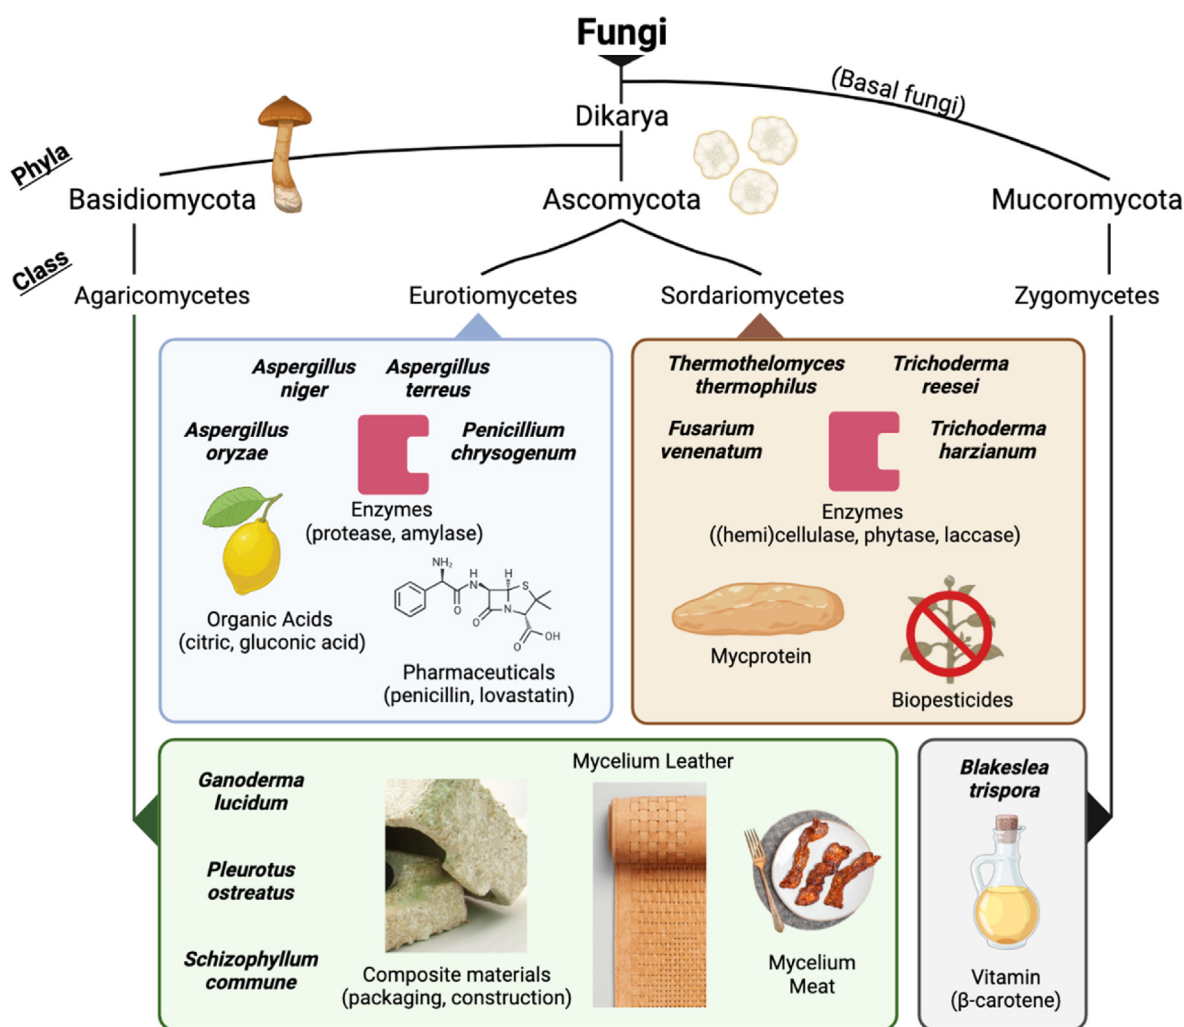 Fungi
(Basal fungi)
Dikarya
Phyla
Basidiomycota
Ascomycota
Mucoromycota
Class
Agaricomycetes
Eurotiomycetes
Sordariomycetes
Zygomycetes
Aspergillus
niger
Aspergillus
terreus
Aspergillus
oryzae
Penicillium
chrysogenum
Enzymes
(protease, amylase)
Organic Acids
(citric, gluconic acid)
NH₂
H
N
H
S
O
N
O
O
OH
Pharmaceuticals
(penicillin, lovastatin)
Thermothelomyces
thermophilus
Trichoderma
reesei
Fusarium
venenatum
Trichoderma
harzianum
Enzymes
((hemi)cellulase, phytase, laccase)
Mycprotein
Biopesticides
Ganoderma
lucidum
Pleurotus
ostreatus
Schizophyllum
commune
Composite materials
(packaging, construction)
Mycelium Leather
Mycelium
Meat
Blakeslea
trispora
Vitamin
(β-carotene)